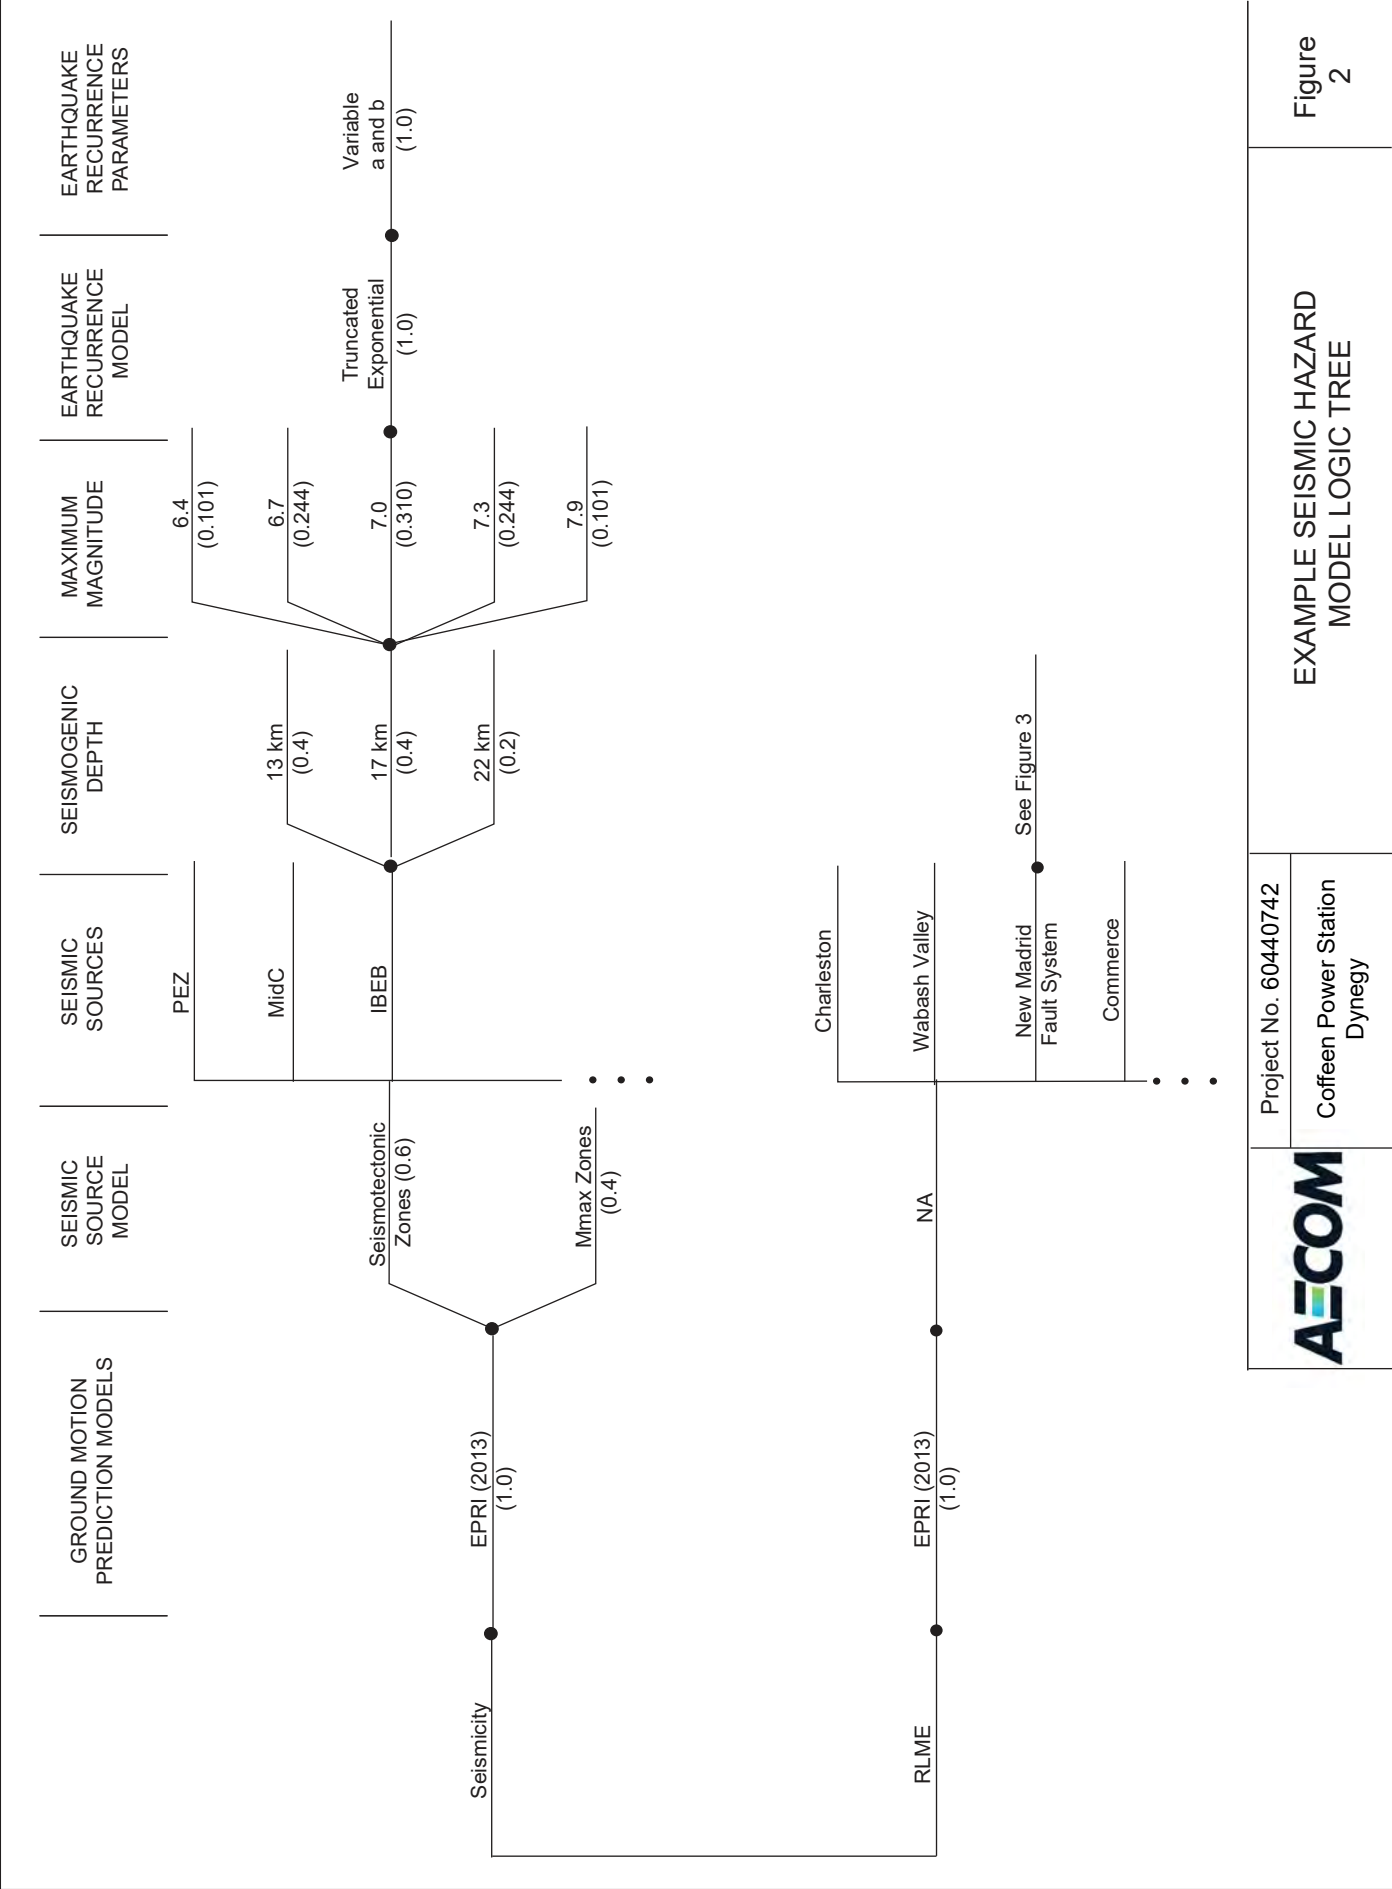 GROUND MOTION
PREDICTION MODELS
SEISMIC
SOURCE
MODEL
SEISMIC
SOURCES
SEISMOGENIC
DEPTH
MAXIMUM
MAGNITUDE
EARTHQUAKE
RECURRENCE
MODEL
EARTHQUAKE
RECURRENCE
PARAMETERS
Seismicity
EPRI (2013)
(1.0)
Seismotectonic
Zones (0.6)
Mmax Zones
(0.4)
PEZ
MidC
IBEB
13 km
(0.4)
17 km
(0.4)
22 km
(0.2)
6.4
(0.101)
6.7
(0.244)
7.0
(0.310)
7.3
(0.244)
7.9
(0.101)
Truncated
Exponential
(1.0)
Variable
a and b
(1.0)
RLME
EPRI (2013)
(1.0)
NA
Charleston
Wabash Valley
New Madrid
Fault System
Commerce
See Figure 3
AECOM
Project No. 60440742
Coffeen Power Station
Dynegy
EXAMPLE SEISMIC HAZARD
MODEL LOGIC TREE
Figure
2